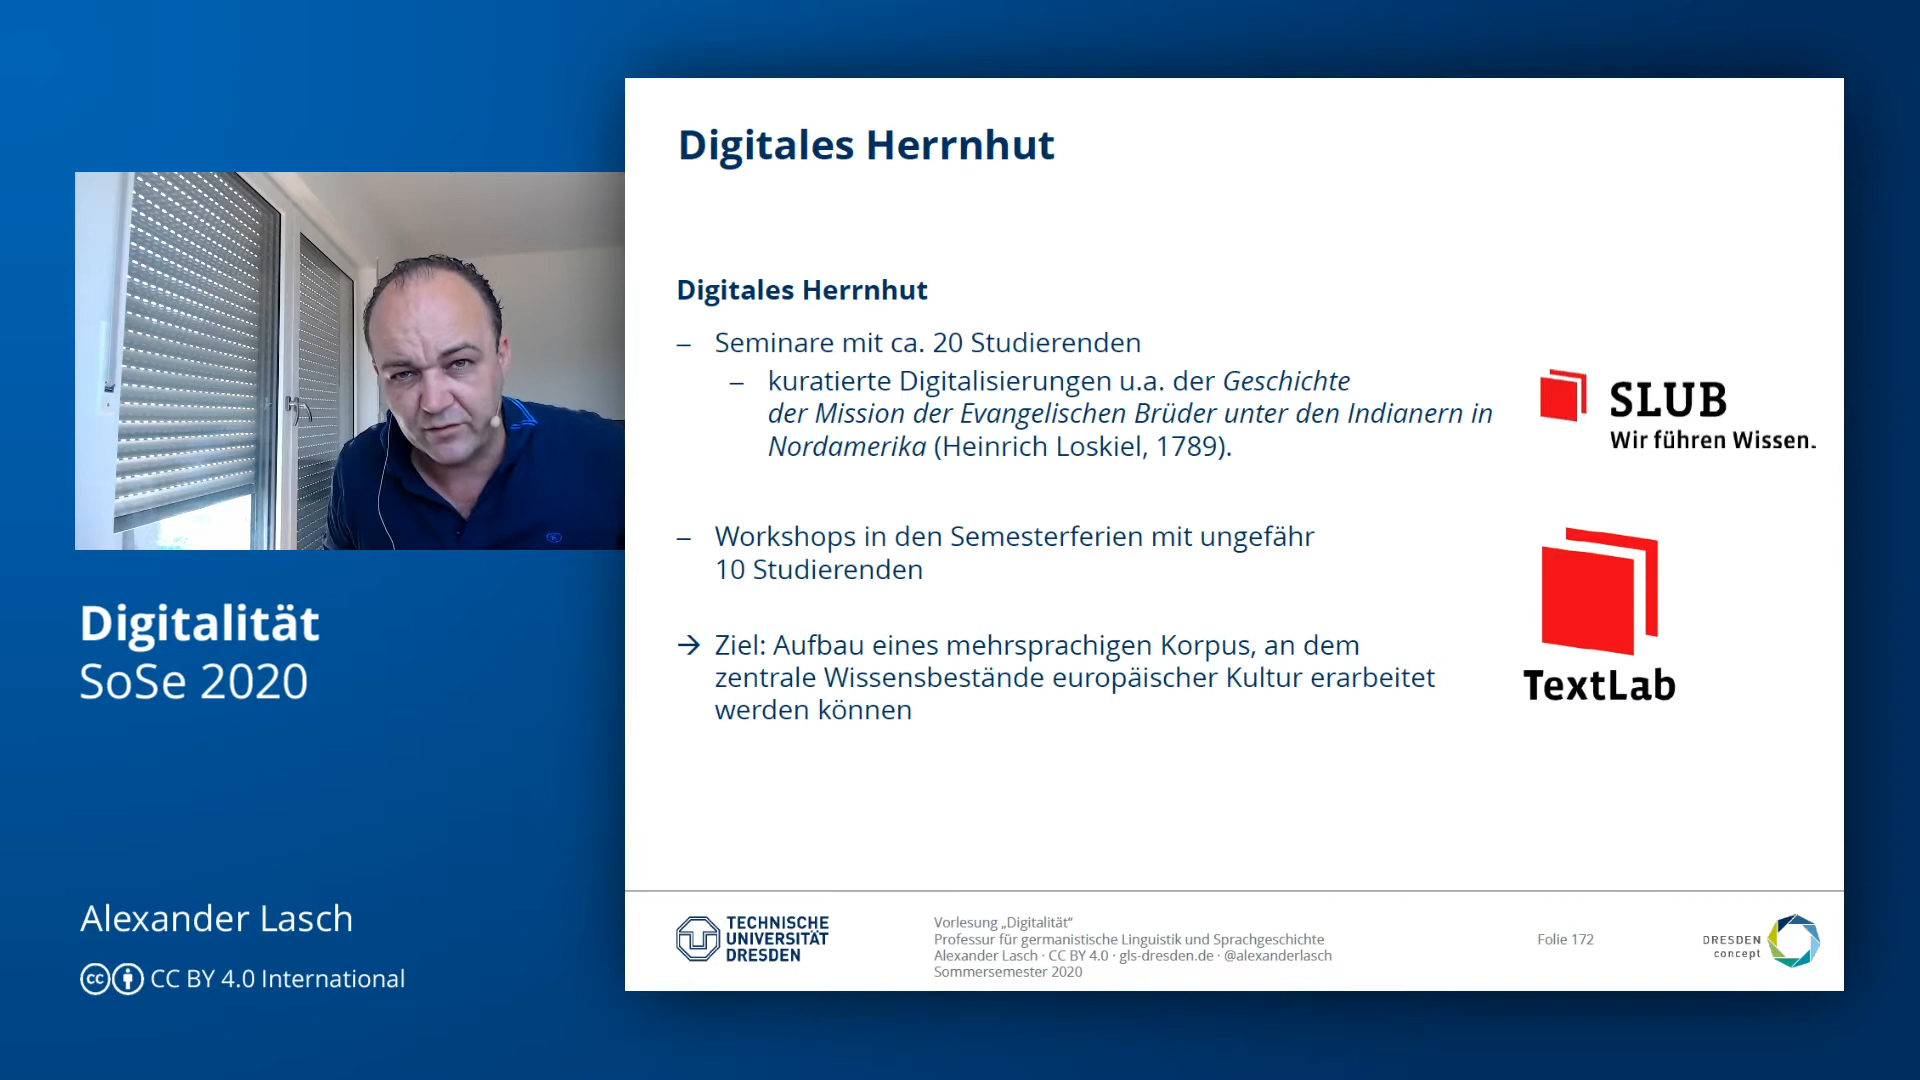 Digitales Herrnhut
Digitales Herrnhut
– Seminare mit ca. 20 Studierenden
– kuratierte Digitalisierungen u.a. der Geschichte
der Mission der Evangelischen Brüder unter den Indianern in
Nordamerika (Heinrich Loskiel, 1789).
– Workshops in den Semesterferien mit ungefähr
10 Studierenden
→ Ziel: Aufbau eines mehrsprachigen Korpus, an dem
zentrale Wissensbestände europäischer Kultur erarbeitet
werden können
SLUB
Wir führen Wissen.
TextLab
Digitalität
SoSe 2020
Alexander Lasch
cc CC BY 4.0 International
TECHNISCHE
UNIVERSITÄT
DRESDEN
Vorlesung „Digitalität“
Professur für germanistische Linguistik und Sprachgeschichte
Alexander Lasch · CC BY 4.0 · gls-dresden.de · @alexanderlasch
Sommersemester 2020
Folie 172
DRESDEN
concept